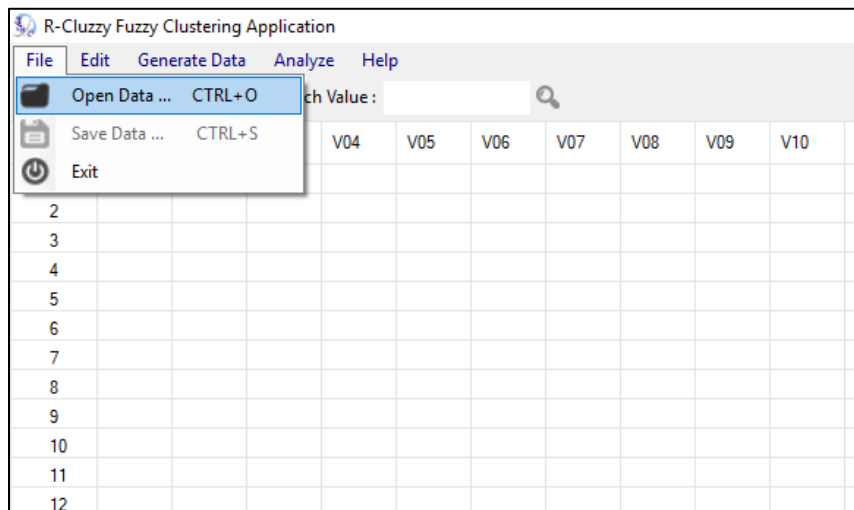 R-Cluzzy Fuzzy Clustering Application
File Edit Generate Data Analyze Help
Open Data ... CTRL+O
ch Value :
Save Data ... CTRL+S
V04 V05 V06 V07 V08 V09 V10
Exit
2
3
4
5
6
7
8
9
10
11
12